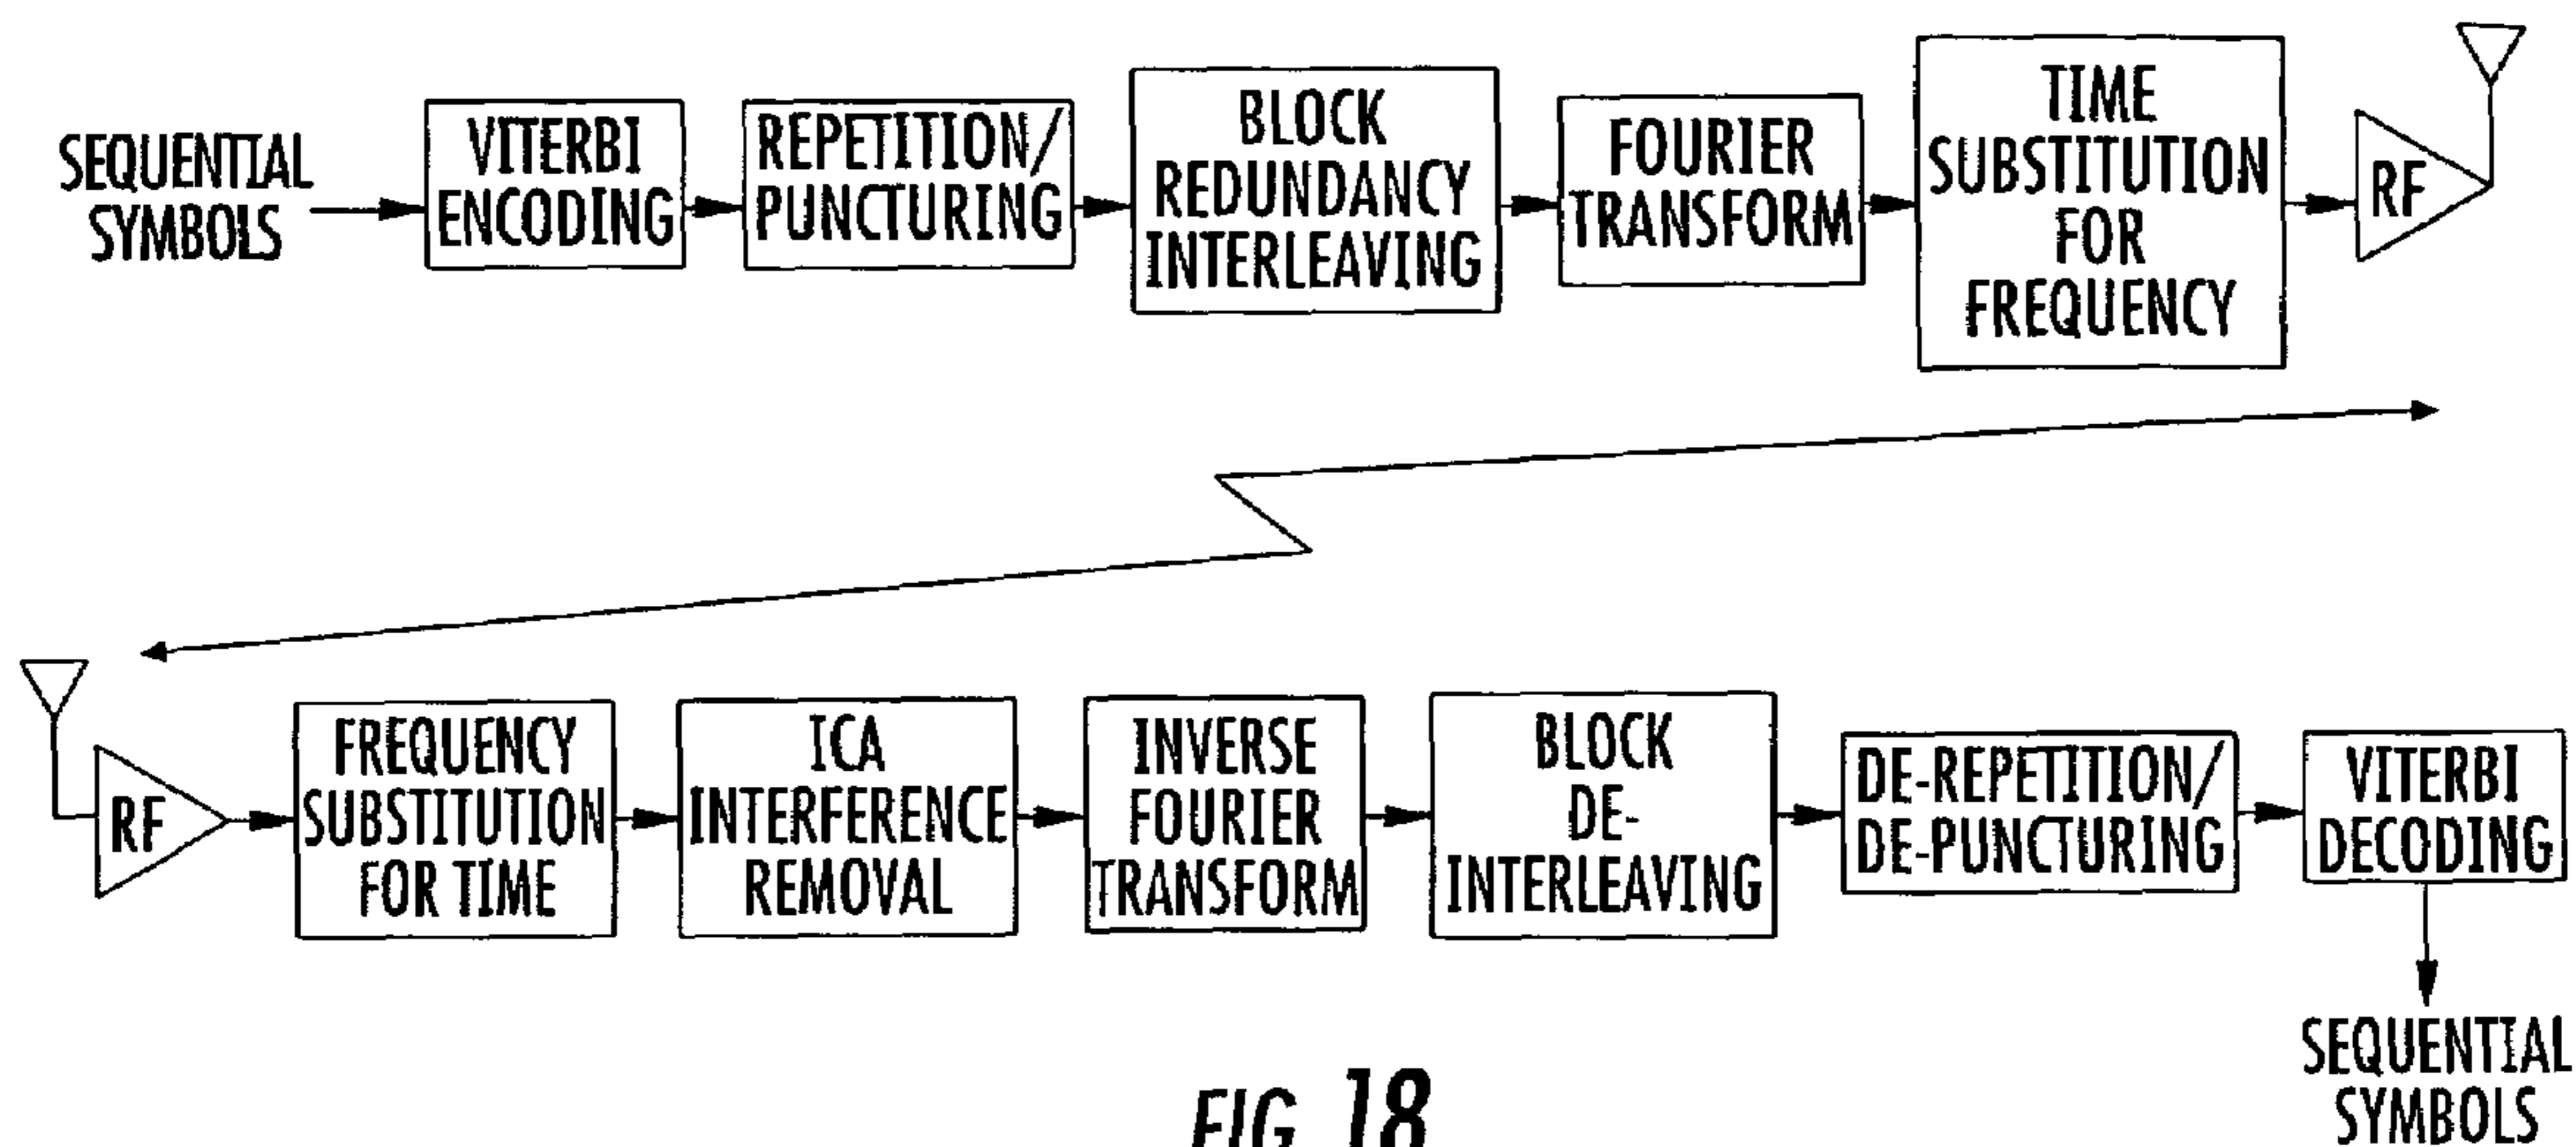 SEQUENTIAL
SYMBOLS
VITERBI
ENCODING
REPETITION/
PUNCTURING
BLOCK
REDUNDANCY
INTERLEAVING
FOURIER
TRANSFORM
TIME
SUBSTITUTION
FOR
FREQUENCY
RF
RF
FREQUENCY
SUBSTITUTION
FOR TIME
ICA
INTERFERENCE
REMOVAL
INVERSE
FOURIER
TRANSFORM
BLOCK
DE-
INTERLEAVING
DE-REPETITION/
DE-PUNCTURING
VITERBI
DECODING
SEQUENTIAL
SYMBOLS
FIG. 18